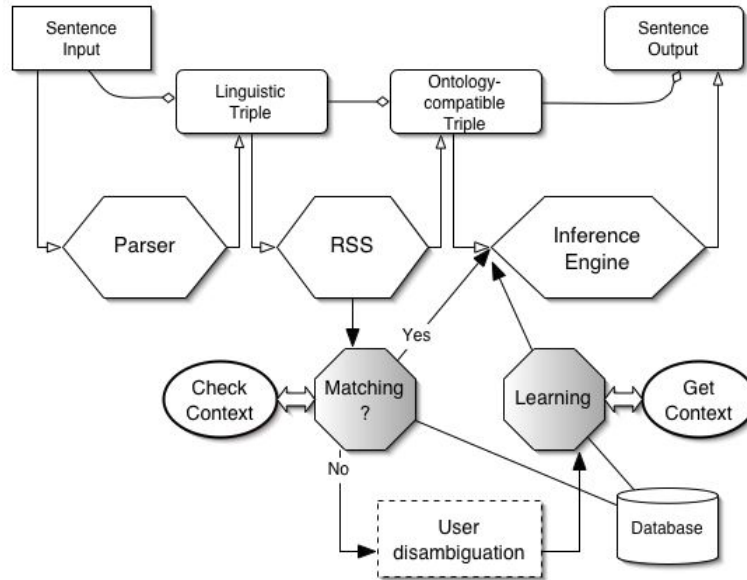 Sentence
Input
Sentence
Output
Linguistic
Triple
Ontology-
compatible
Triple
Parser
RSS
Inference
Engine
Yes
Check
Context
Matching
?
Learning
Get
Context
No
User
disambiguation
Database